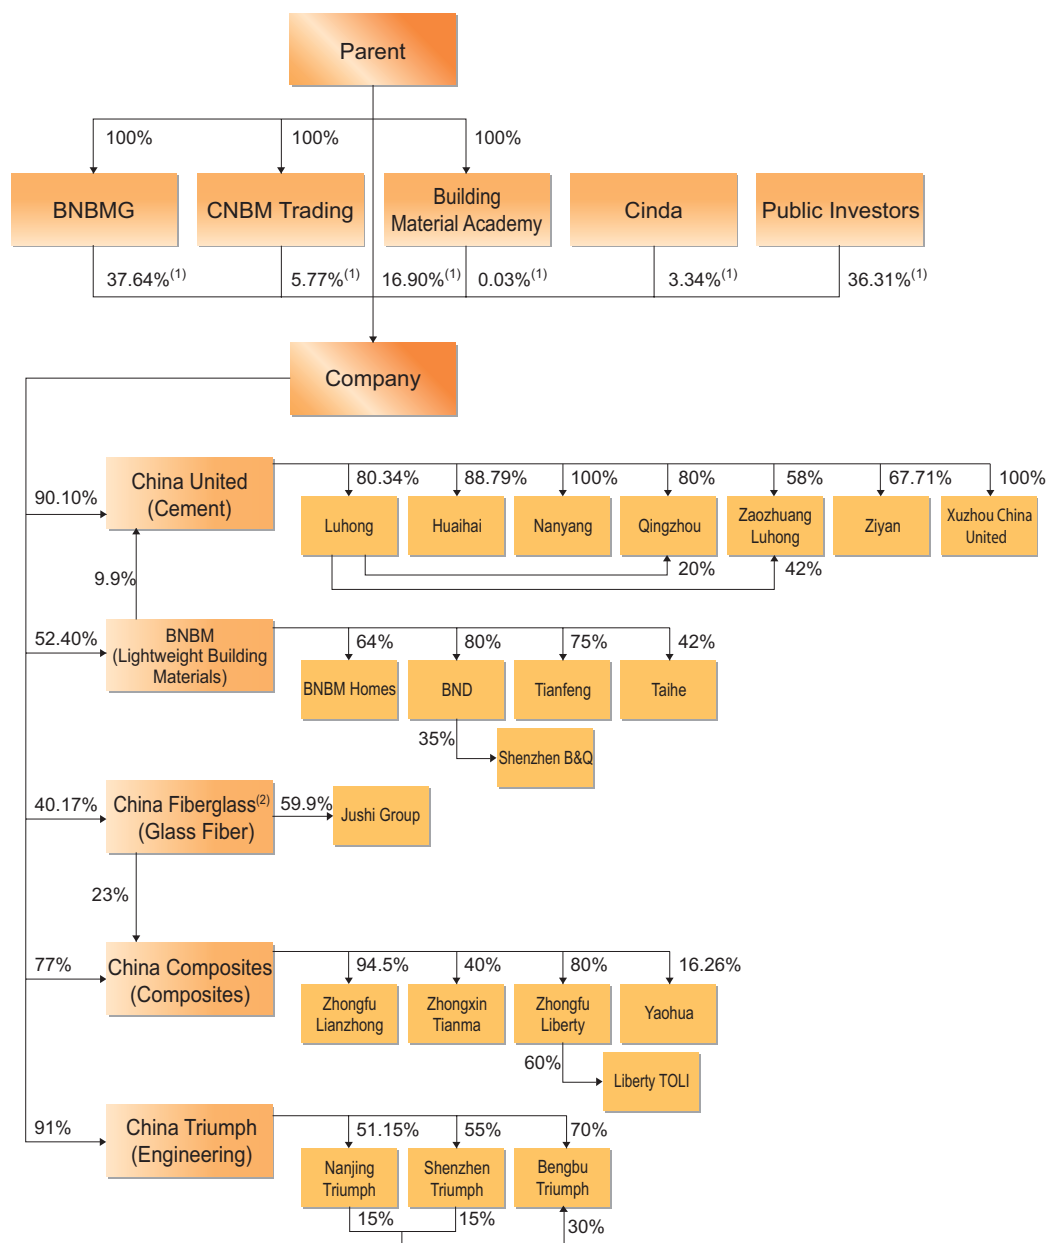 Parent
100%
100%
100%
BNBMG
CNBM Trading
Building
Material Academy
Cinda
Public Investors
37.64%(1)
5.77%(1)
16.90%(1)
0.03%(1)
3.34%(1)
36.31%(1)
Company
90.10%
China United
(Cement)
80.34%
88.79%
100%
80%
58%
67.71%
100%
Luhong
Huaihai
Nanyang
Qingzhou
Zaozhuang
Luhong
Ziyan
Xuzhou China
United
20%
42%
9.9%
52.40%
BNBM
(Lightweight Building
Materials)
64%
80%
75%
42%
BNBM Homes
BND
Tianfeng
Taihe
35%
Shenzhen B&Q
40.17%
China Fiberglass(2)
(Glass Fiber)
59.9%
Jushi Group
23%
77%
China Composites
(Composites)
94.5%
40%
80%
16.26%
Zhongfu
Lianzhong
Zhongxin
Tianma
Zhongfu
Liberty
Yaohua
60%
Liberty TOLI
91%
China Triumph
(Engineering)
51.15%
55%
70%
Nanjing
Triumph
Shenzhen
Triumph
Bengbu
Triumph
15%
15%
30%